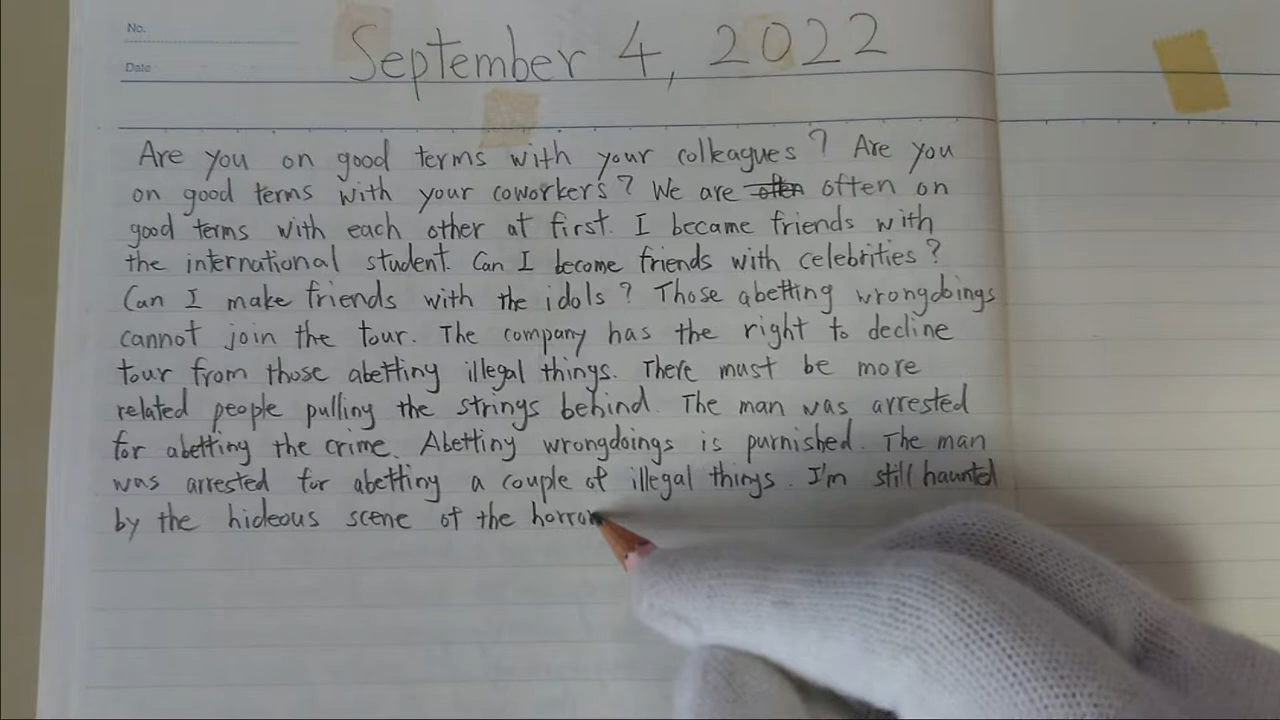 No.
Date
September 4, 2022
Are you on good terms with your colleagues? Are you
on good terms with your coworkers? We are often often on
good terms with each other at first. I became friends with
the international student. Can I become friends with celebrities?
Can I make friends with the idols? Those abetting wrongdoings
cannot join the tour. The company has the right to decline
tour from those abetting illegal things. There must be more
related people pulling the strings behind. The man was arrested
for abetting the crime. Abetting wrongdoings is purnished. The man
was arrested for abetting a couple of illegal things. I'm still haunted
by the hideous scene of the horror